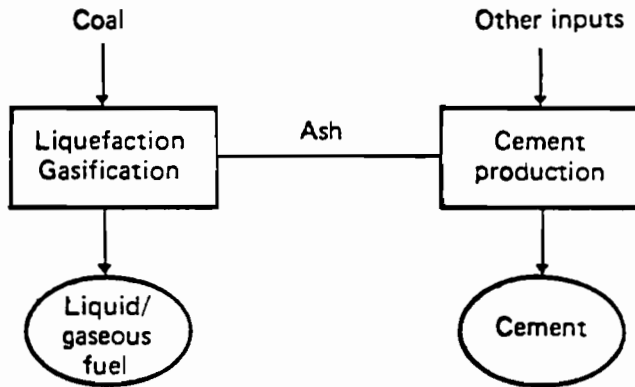 Coal
Other inputs
Liquefaction
Gasification
Ash
Cement
production
Liquid/
gaseous
fuel
Cement